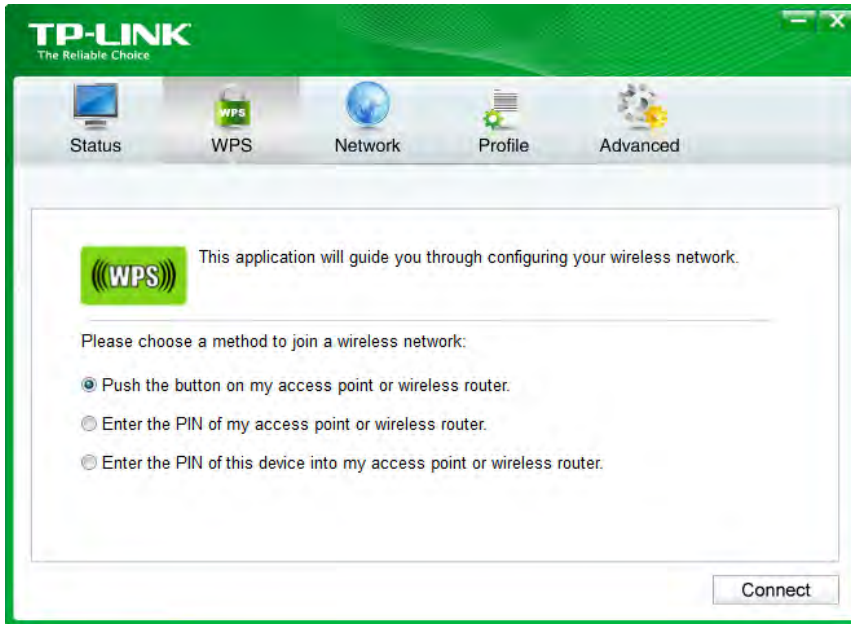 TP-LINK
The Reliable Choice
WPS
Status WPS Network Profile Advanced
(((WPS))) This application will guide you through configuring your wireless network.
Please choose a method to join a wireless network:
Push the button on my access point or wireless router.
Enter the PIN of my access point or wireless router.
Enter the PIN of this device into my access point or wireless router.
Connect